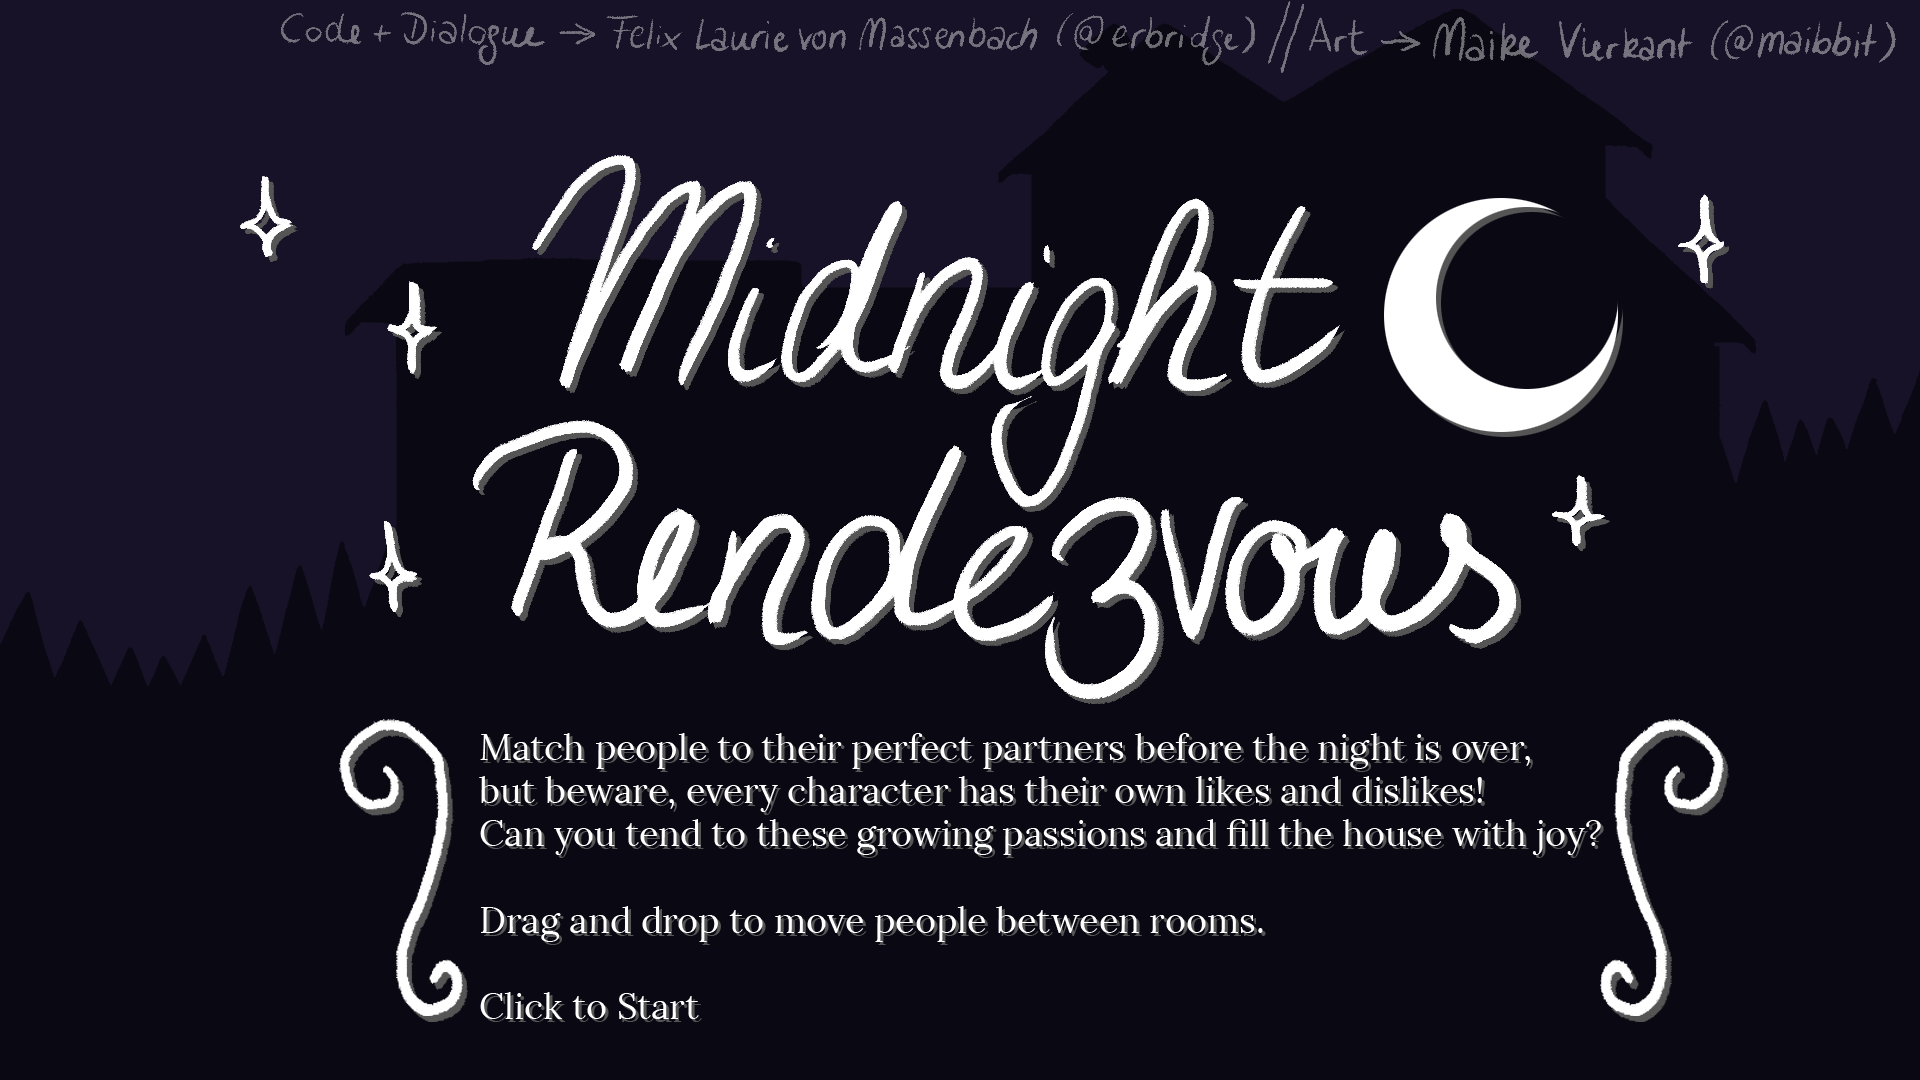 Code + Dialogue → Felix Laurie von Massenbach (@erbridge) // Art → Maike Vierkant (@maibbit)
Midnight
Rendezvous
Match people to their perfect partners before the night is over,
but beware, every character has their own likes and dislikes!
Can you tend to these growing passions and fill the house with joy?
Drag and drop to move people between rooms.
Click to Start